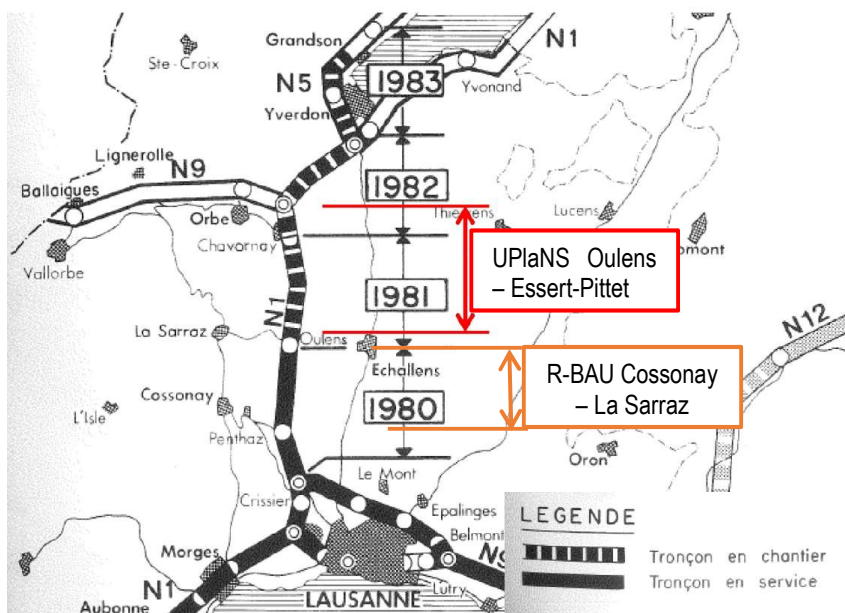 Grandson
N1
Ste-Croix
N5
1983
Yvonand
Yverdon
Lignerolle
N9
Ballaigues
1982
Orbe
Lucens
Chavornay
Vallorbe
UPlaNS Oulens
– Essert-Pittet
1981
N1
N12
La Sarraz
Oulens
Echallens
R-BAU Cossonay
– La Sarraz
Cossonay
1980
L'Isle
Penthaz
Oron
Le Mont
Crissier
Epalinges
LEGENDE
Belmont
Morges
Tronçon en chantier
N1
Tronçon en service
Lutry
LAUSANNE
Aubonne